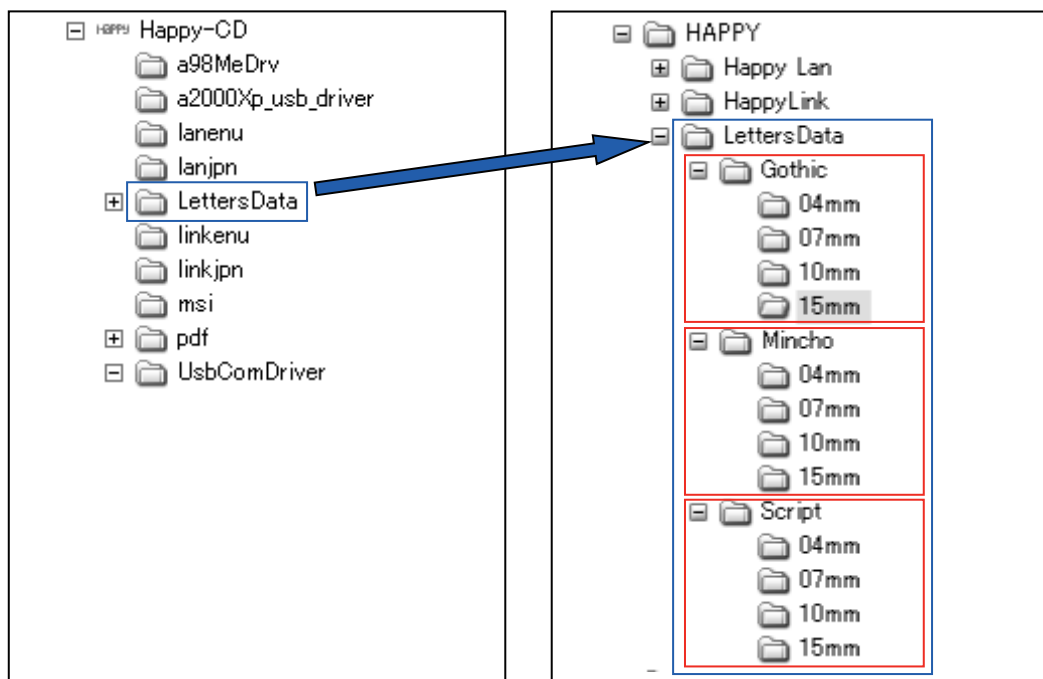 HAPPY Happy-CD
a98MeDrv
a2000Xp_usb_driver
lanenu
lanjpn
LettersData
linkenu
linkjpn
msi
pdf
UsbComDriver
HAPPY
Happy Lan
HappyLink
LettersData
Gothic
04mm
07mm
10mm
15mm
Mincho
04mm
07mm
10mm
15mm
Script
04mm
07mm
10mm
15mm